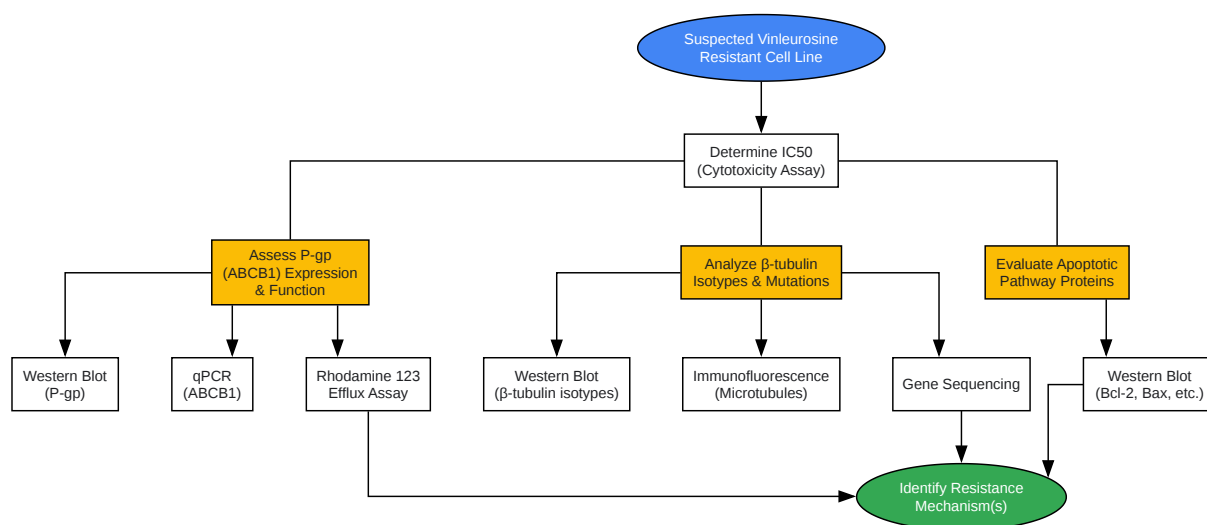 Suspected Vinleurosine
Resistant Cell Line
Determine IC50
(Cytotoxicity Assay)
Assess P-gp
(ABCB1) Expression
& Function
Analyze β-tubulin
Isotypes & Mutations
Evaluate Apoptotic
Pathway Proteins
Western Blot
(P-gp)
qPCR
(ABCB1)
Rhodamine 123
Efflux Assay
Western Blot
(β-tubulin isotypes)
Immunofluorescence
(Microtubules)
Gene Sequencing
Western Blot
(Bcl-2, Bax, etc.)
Identify Resistance
Mechanism(s)